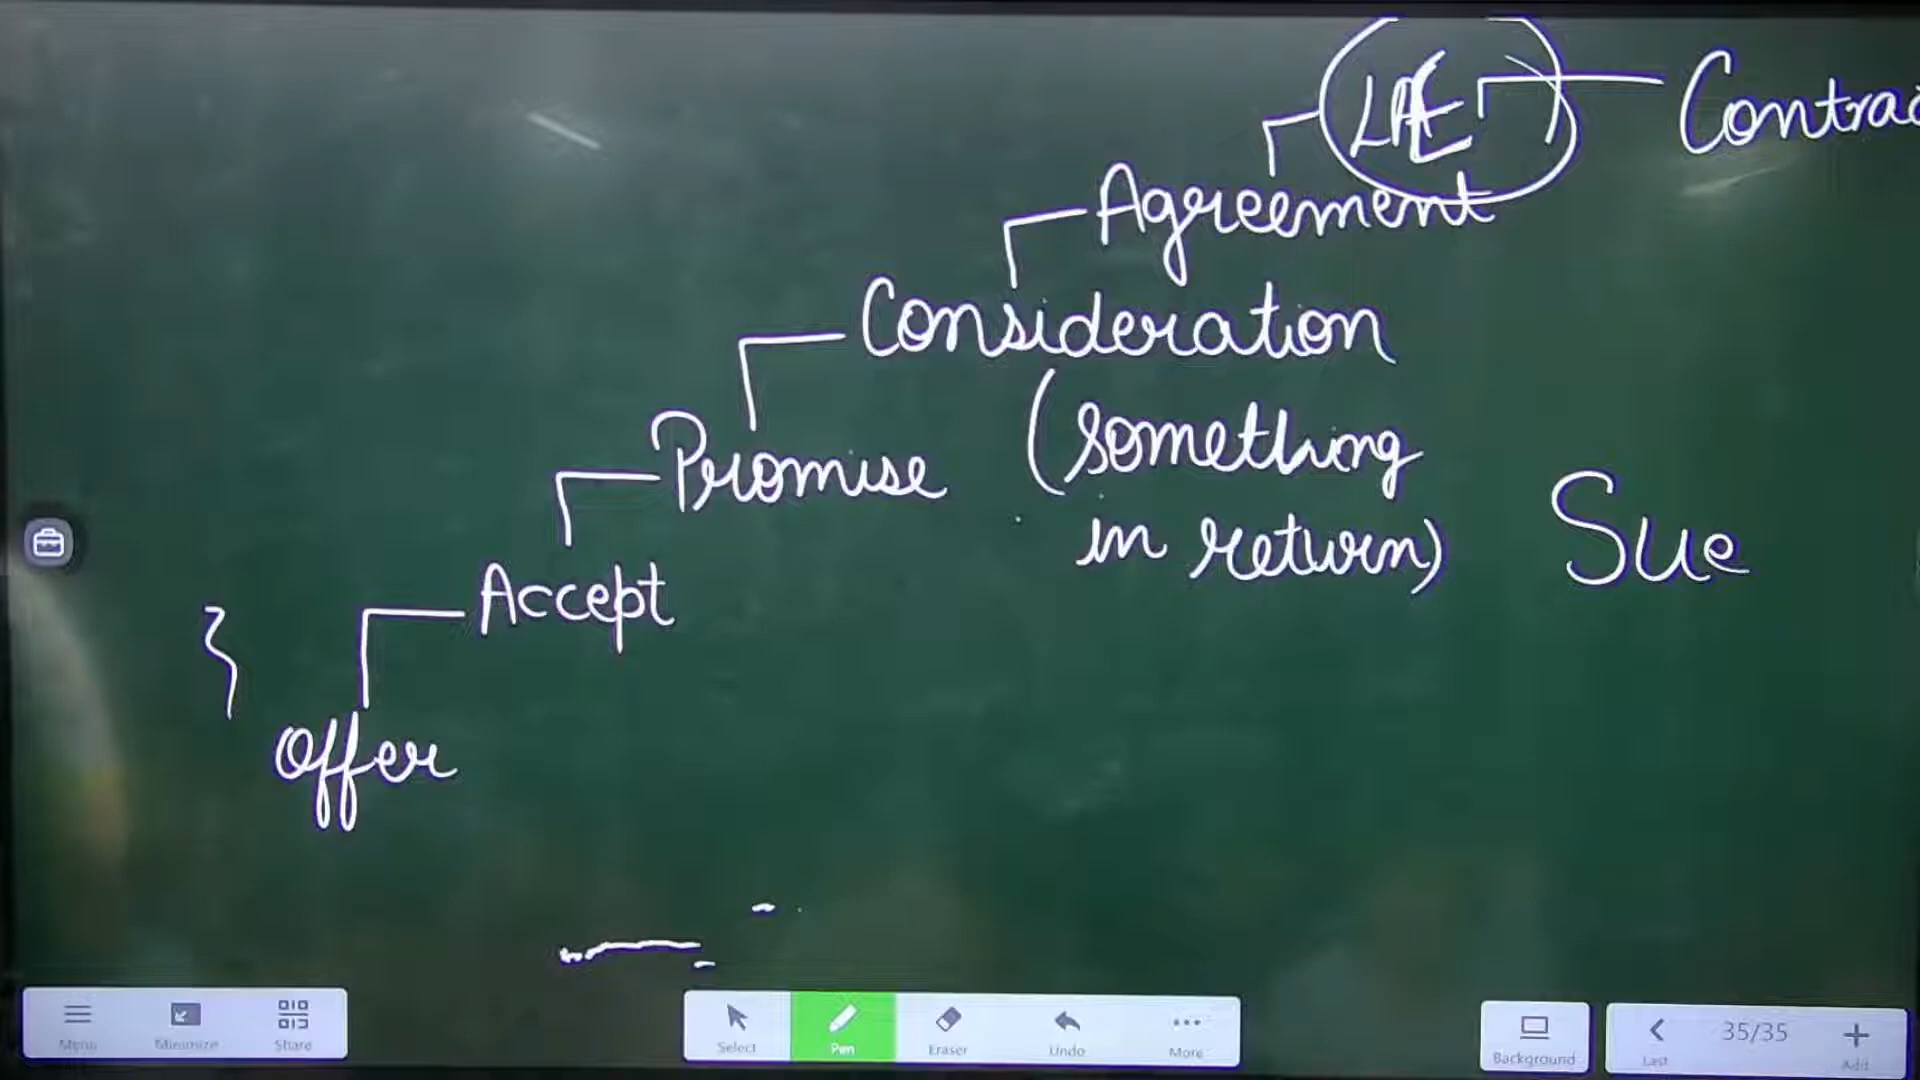 LAE
Contrac
Agreement
Consideration
(something
in return)
Promise
Sue
Accept
Offer
Menu
Minimize
Share
Select
Pen
Eraser
Undo
More
Background
Last
35/35
Add